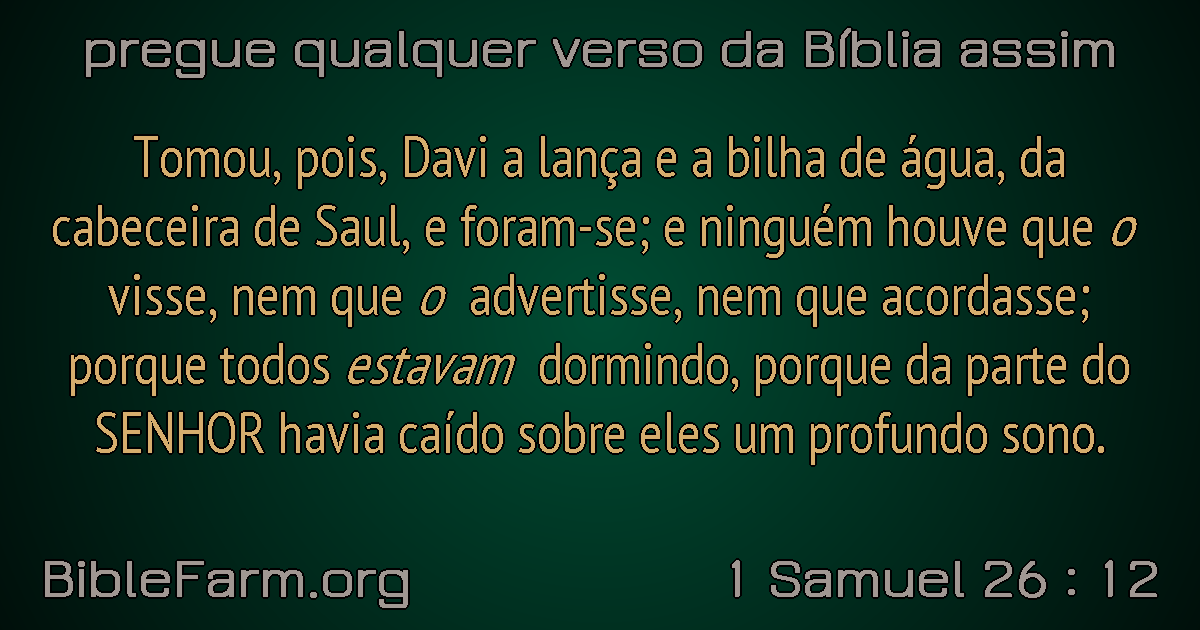 pregue qualquer verso da Bíblia assim
Tomou, pois, Davi a lança e a bilha de água, da
cabeceira de Saul, e foram-se; e ninguém houve que o
visse, nem que o advertisse, nem que acordasse;
porque todos estavam dormindo, porque da parte do
SENHOR havia caído sobre eles um profundo sono.
BibleFarm.org
1 Samuel 26 : 12